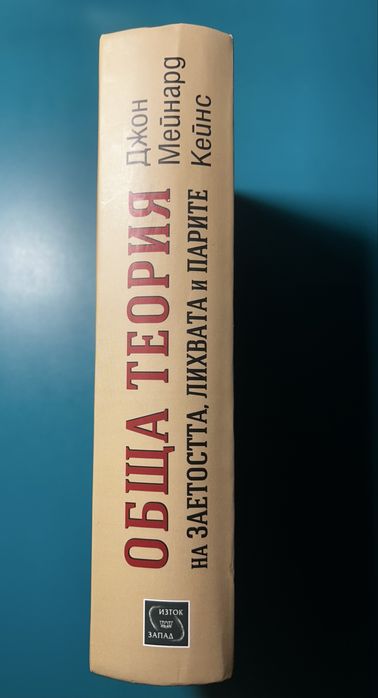 ОБЩА ТЕОРИЯ
НА ЗАЕТОСТТА, ЛИХВАТА И ПАРИТЕ
Джон
Мейнард
Кейнс
ИЗТОК
ЗАПАД